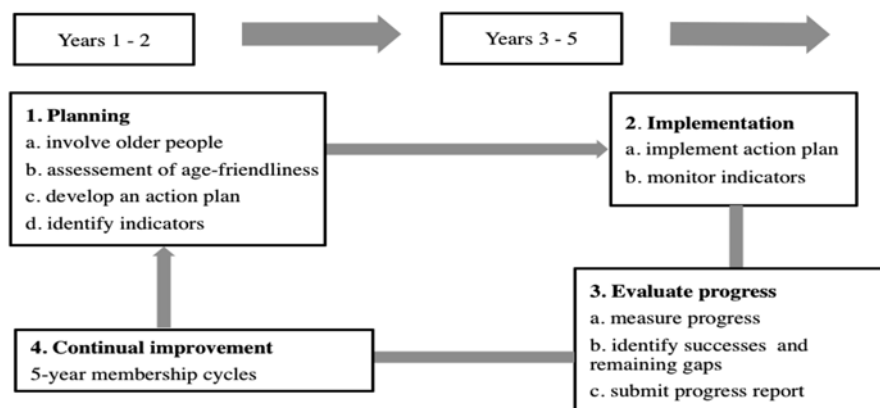 Years 1 - 2
Years 3 - 5
1. Planning
a. involve older people
b. assessement of age-friendliness
c. develop an action plan
d. identify indicators
2. Implementation
a. implement action plan
b. monitor indicators
3. Evaluate progress
a. measure progress
b. identify successes and
remaining gaps
c. submit progress report
4. Continual improvement
5-year membership cycles